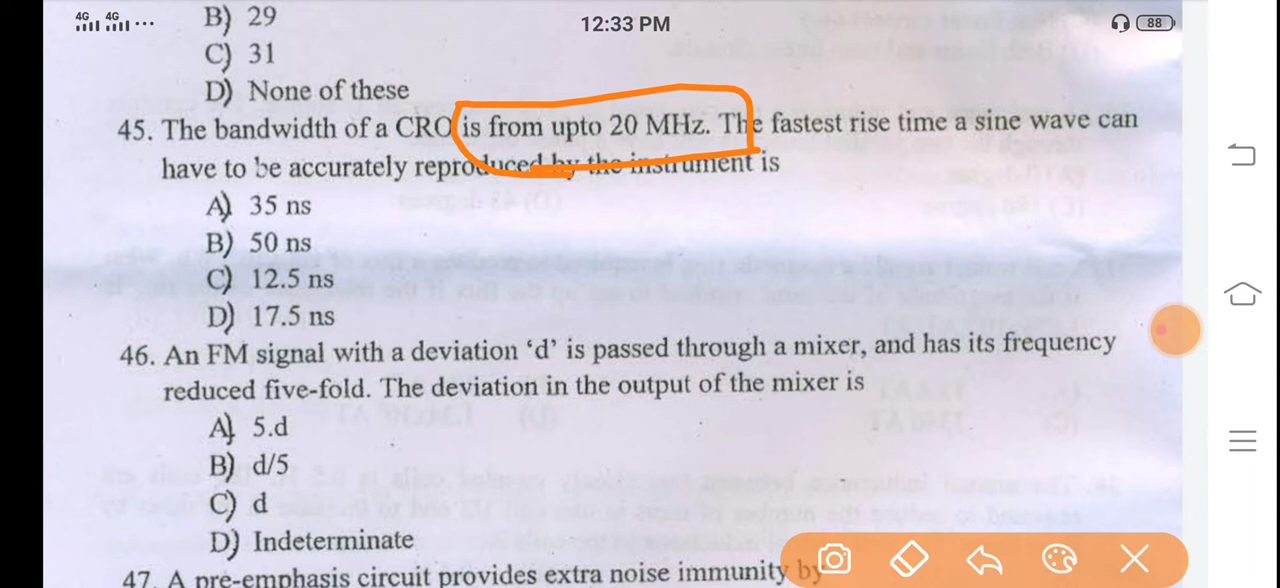 4G 4G ... 12:33 PM 88
B) 29
C) 31
D) None of these
45. The bandwidth of a CRO is from upto 20 MHz. The fastest rise time a sine wave can
have to be accurately reproduced by the instrument is
A) 35 ns
B) 50 ns
C) 12.5 ns
D) 17.5 ns
46. An FM signal with a deviation ‘d’ is passed through a mixer, and has its frequency
reduced five-fold. The deviation in the output of the mixer is
A) 5.d
B) d/5
C) d
D) Indeterminate
47. A pre-emphasis circuit provides extra noise immunity by